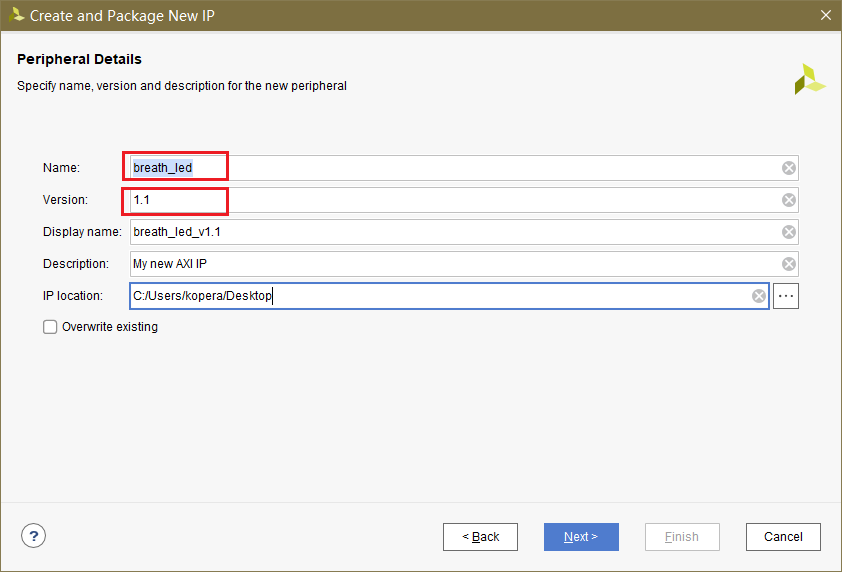 Create and Package New IP
Peripheral Details
Specify name, version and description for the new peripheral
Name: breath_led
Version: 1.1
Display name: breath_led_v1.1
Description: My new AXI IP
IP location: C:/Users/kopera/Desktop ...
Overwrite existing
? < Back Next > Finish Cancel